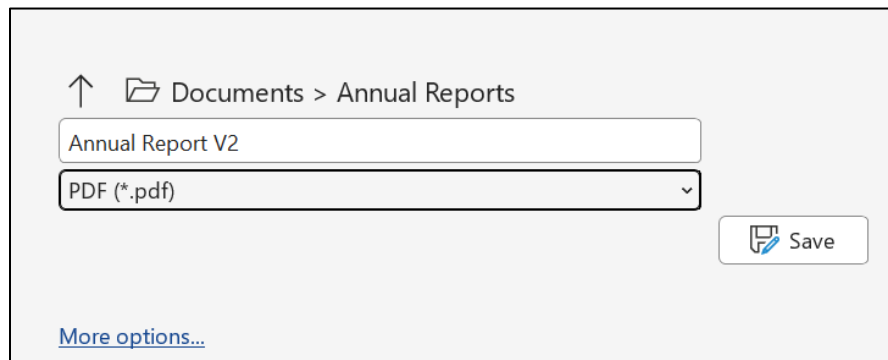 Documents > Annual Reports
Annual Report V2
PDF (*.pdf)
Save
More options...